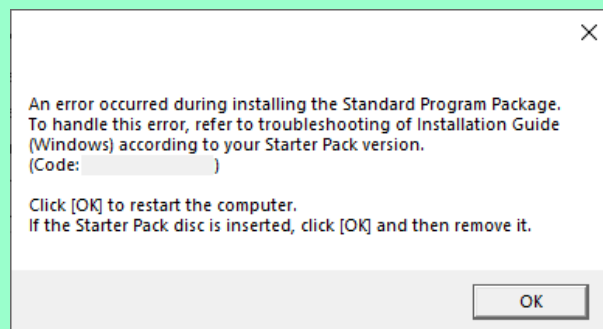 An error occurred during installing the Standard Program Package.
To handle this error, refer to troubleshooting of Installation Guide
(Windows) according to your Starter Pack version.
(Code: )
Click [OK] to restart the computer.
If the Starter Pack disc is inserted, click [OK] and then remove it.
OK